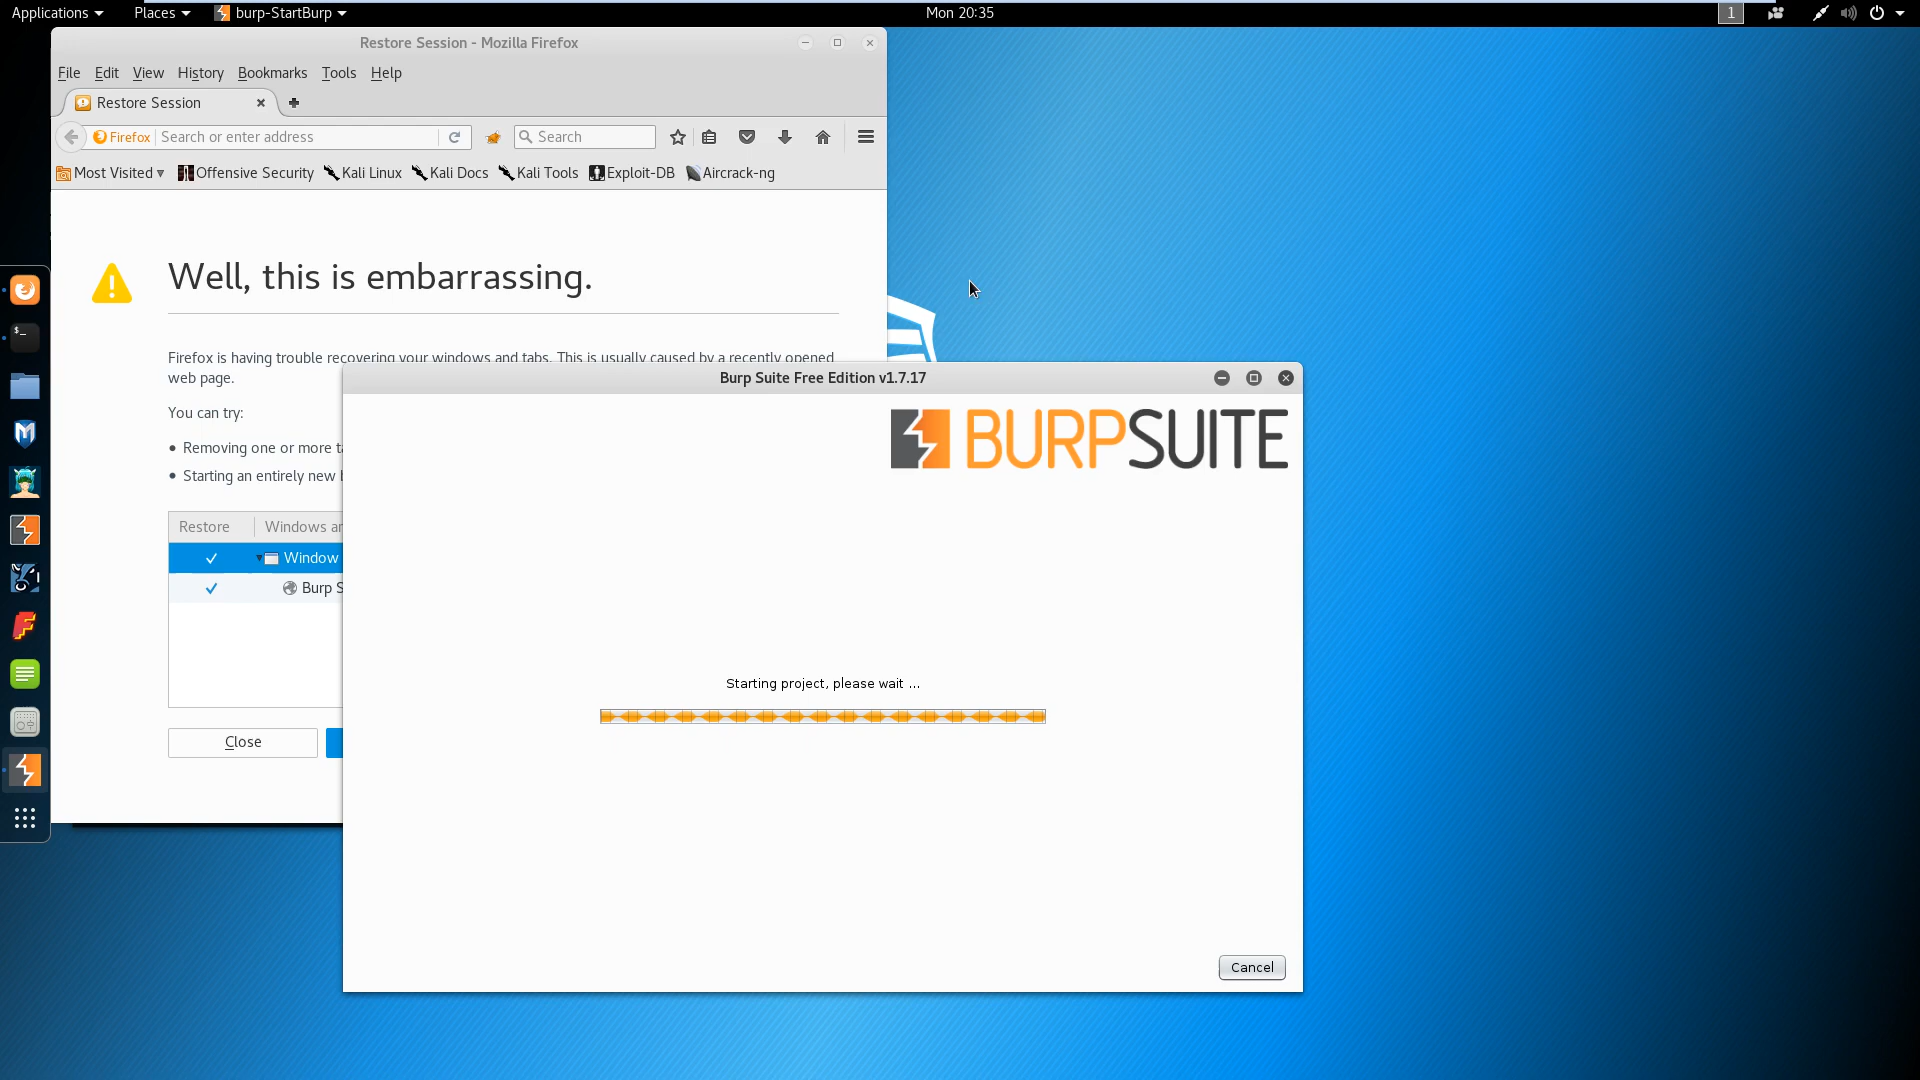 Applications Places burp-StartBurp Mon 20:35 1
Restore Session - Mozilla Firefox
File Edit View History Bookmarks Tools Help
Restore Session
Firefox Search or enter address Search
Most Visited Offensive Security Kali Linux Kali Docs Kali Tools Exploit-DB Aircrack-ng
Well, this is embarrassing.
Firefox is having trouble recovering your windows and tabs. This is usually caused by a recently opened
web page.
You can try:
Removing one or more
Starting an entirely new
Restore Windows
Window
Burp S
Close
Burp Suite Free Edition v1.7.17
BURPSUITE
Starting project, please wait ...
Cancel